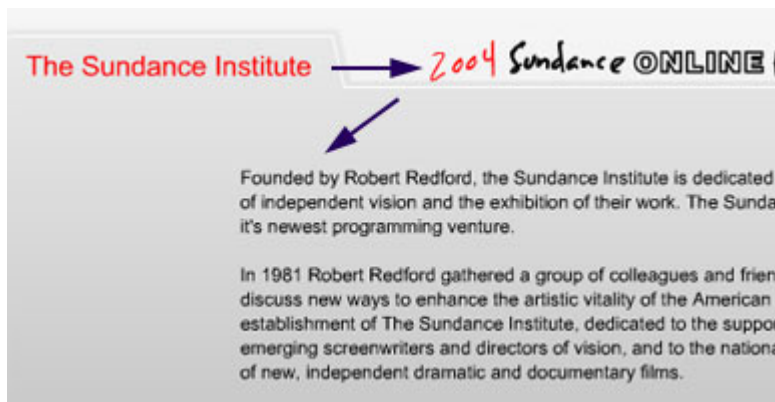 The Sundance Institute
2004 Sundance ONLINE
Founded by Robert Redford, the Sundance Institute is dedicated
of independent vision and the exhibition of their work. The Sunda
it's newest programming venture.
In 1981 Robert Redford gathered a group of colleagues and frien
discuss new ways to enhance the artistic vitality of the American
establishment of The Sundance Institute, dedicated to the suppor
emerging screenwriters and directors of vision, and to the nationa
of new, independent dramatic and documentary films.